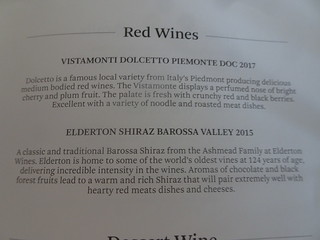 Red Wines
VISTAMONTI DOLCETTO PIEMONTE DOC 2017
Dolcetto is a famous local variety from Italy's Piedmont producing delicious
medium bodied red wines. The Vistamonte displays a perfumed nose of bright
cherry and plum fruit. The palate is fresh with crunchy red and black berries.
Excellent with a variety of noodle and roasted meat dishes.
ELDERTON SHIRAZ BAROSSA VALLEY 2015
A classic and traditional Barossa Shiraz from the Ashmead Family at Elderton
Wines. Elderton is home to some of the world's oldest vines at 124 years of age,
delivering incredible intensity in the wines. Aromas of chocolate and black
forest fruits lead to a warm and rich Shiraz that will pair extremely well with
hearty red meats dishes and cheeses.
Dessert Wine